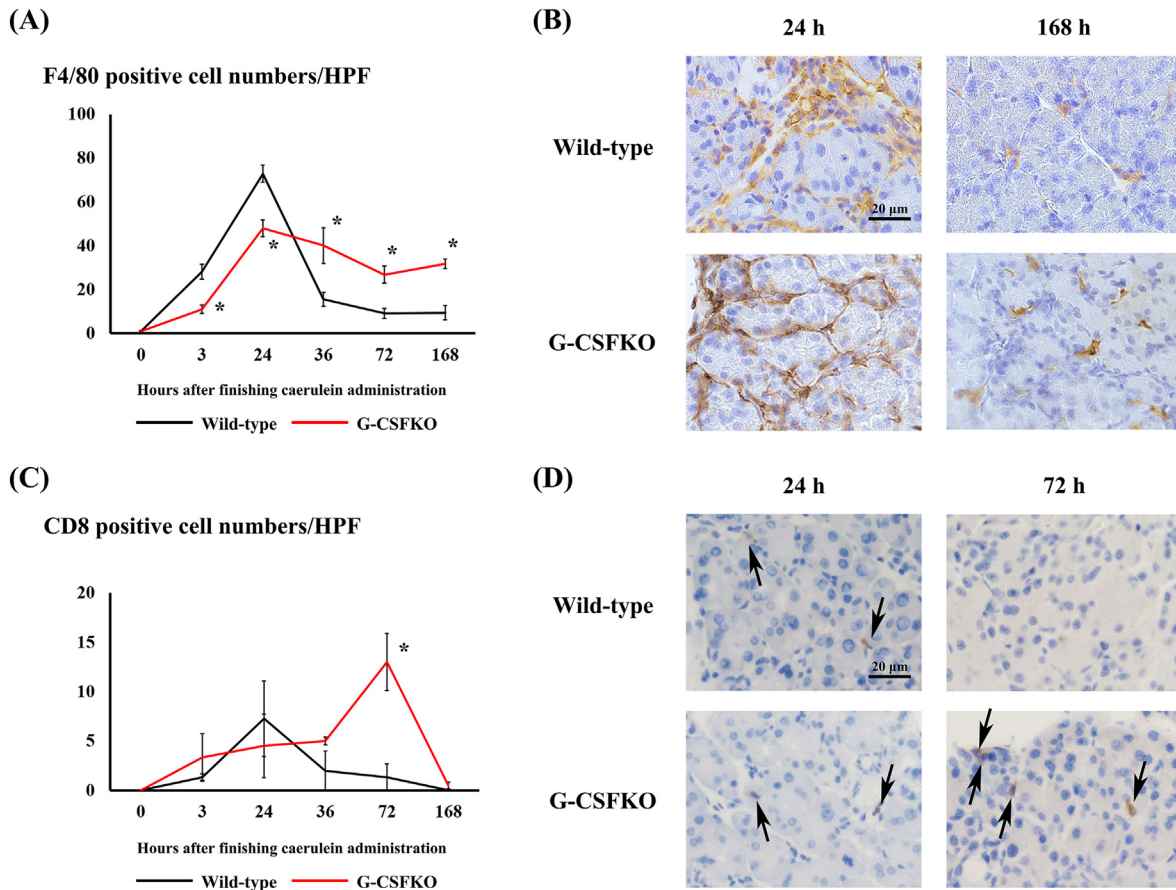 (A)
F4/80 positive cell numbers/HPF
100
80
60
40
20
0
*
*
*
*
*
0 3 24 36 72 168
Hours after finishing caerulein administration
Wild-type G-CSFKO
(B)
24 h 168 h
Wild-type
20 μm
G-CSFKO
(C)
CD8 positive cell numbers/HPF
20
15
10
5
0
*
0 3 24 36 72 168
Hours after finishing caerulein administration
Wild-type G-CSFKO
(D)
24 h 72 h
Wild-type
20 μm
G-CSFKO